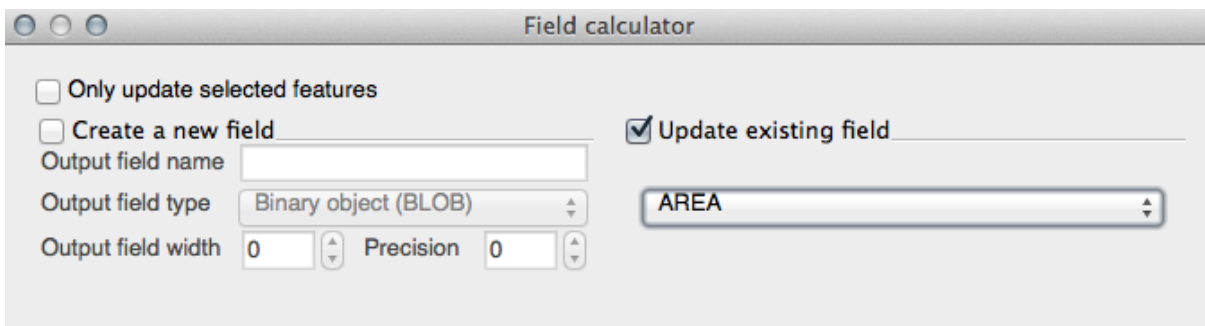 Field calculator
Only update selected features
Create a new field
Update existing field
Output field name
Output field type Binary object (BLOB)
AREA
Output field width 0 Precision 0